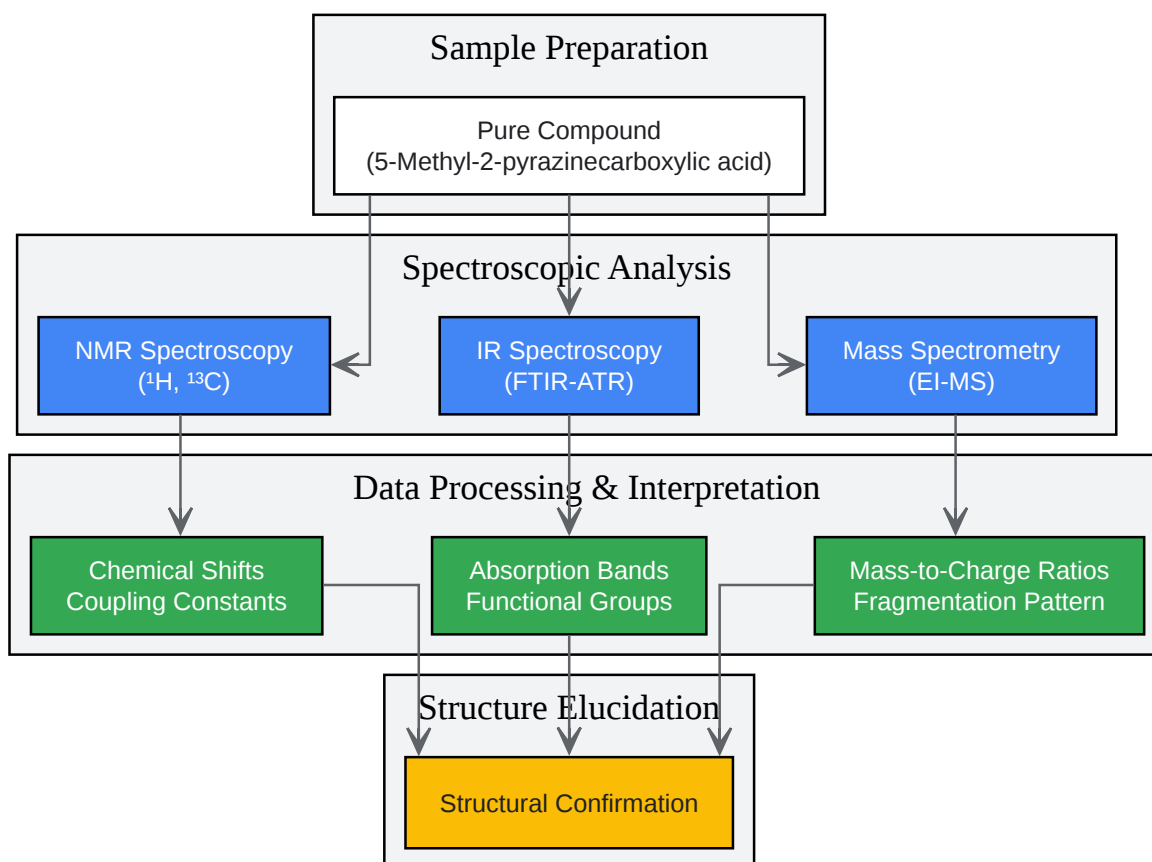 Sample Preparation
Pure Compound
(5-Methyl-2-pyrazinecarboxylic acid)
Spectroscopic Analysis
NMR Spectroscopy
(¹H, ¹³C)
IR Spectroscopy
(FTIR-ATR)
Mass Spectrometry
(EI-MS)
Data Processing & Interpretation
Chemical Shifts
Coupling Constants
Absorption Bands
Functional Groups
Mass-to-Charge Ratios
Fragmentation Pattern
Structure Elucidation
Structural Confirmation